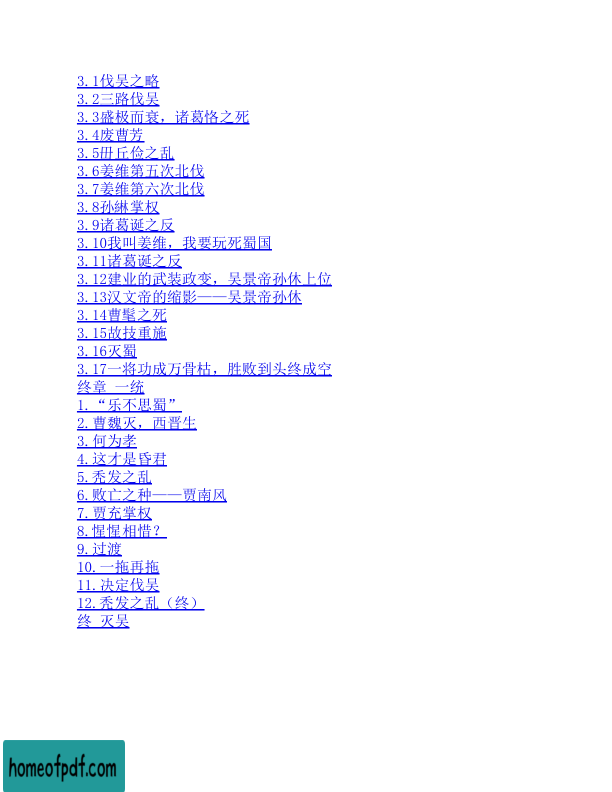 3.1伐吴之略
3.2三路伐吴
3.3盛极而衰，诸葛恪之死
3.4废曹芳
3.5毌丘俭之乱
3.6姜维第五次北伐
3.7姜维第六次北伐
3.8孙綝掌权
3.9诸葛诞之反
3.10我叫姜维，我要玩死蜀国
3.11诸葛诞之反
3.12建业的武装政变，吴景帝孙休上位
3.13汉文帝的缩影——吴景帝孙休
3.14曹髦之死
3.15故技重施
3.16灭蜀
3.17一将功成万骨枯，胜败到头终成空
终章 一统
1.“乐不思蜀”
2.曹魏灭，西晋生
3.何为孝
4.这才是昏君
5.秃发之乱
6.败亡之种——贾南风
7.贾充掌权
8.惺惺相惜？
9.过渡
10.一拖再拖
11.决定伐吴
12.秃发之乱（终）
终 灭吴
homeofpdf.com